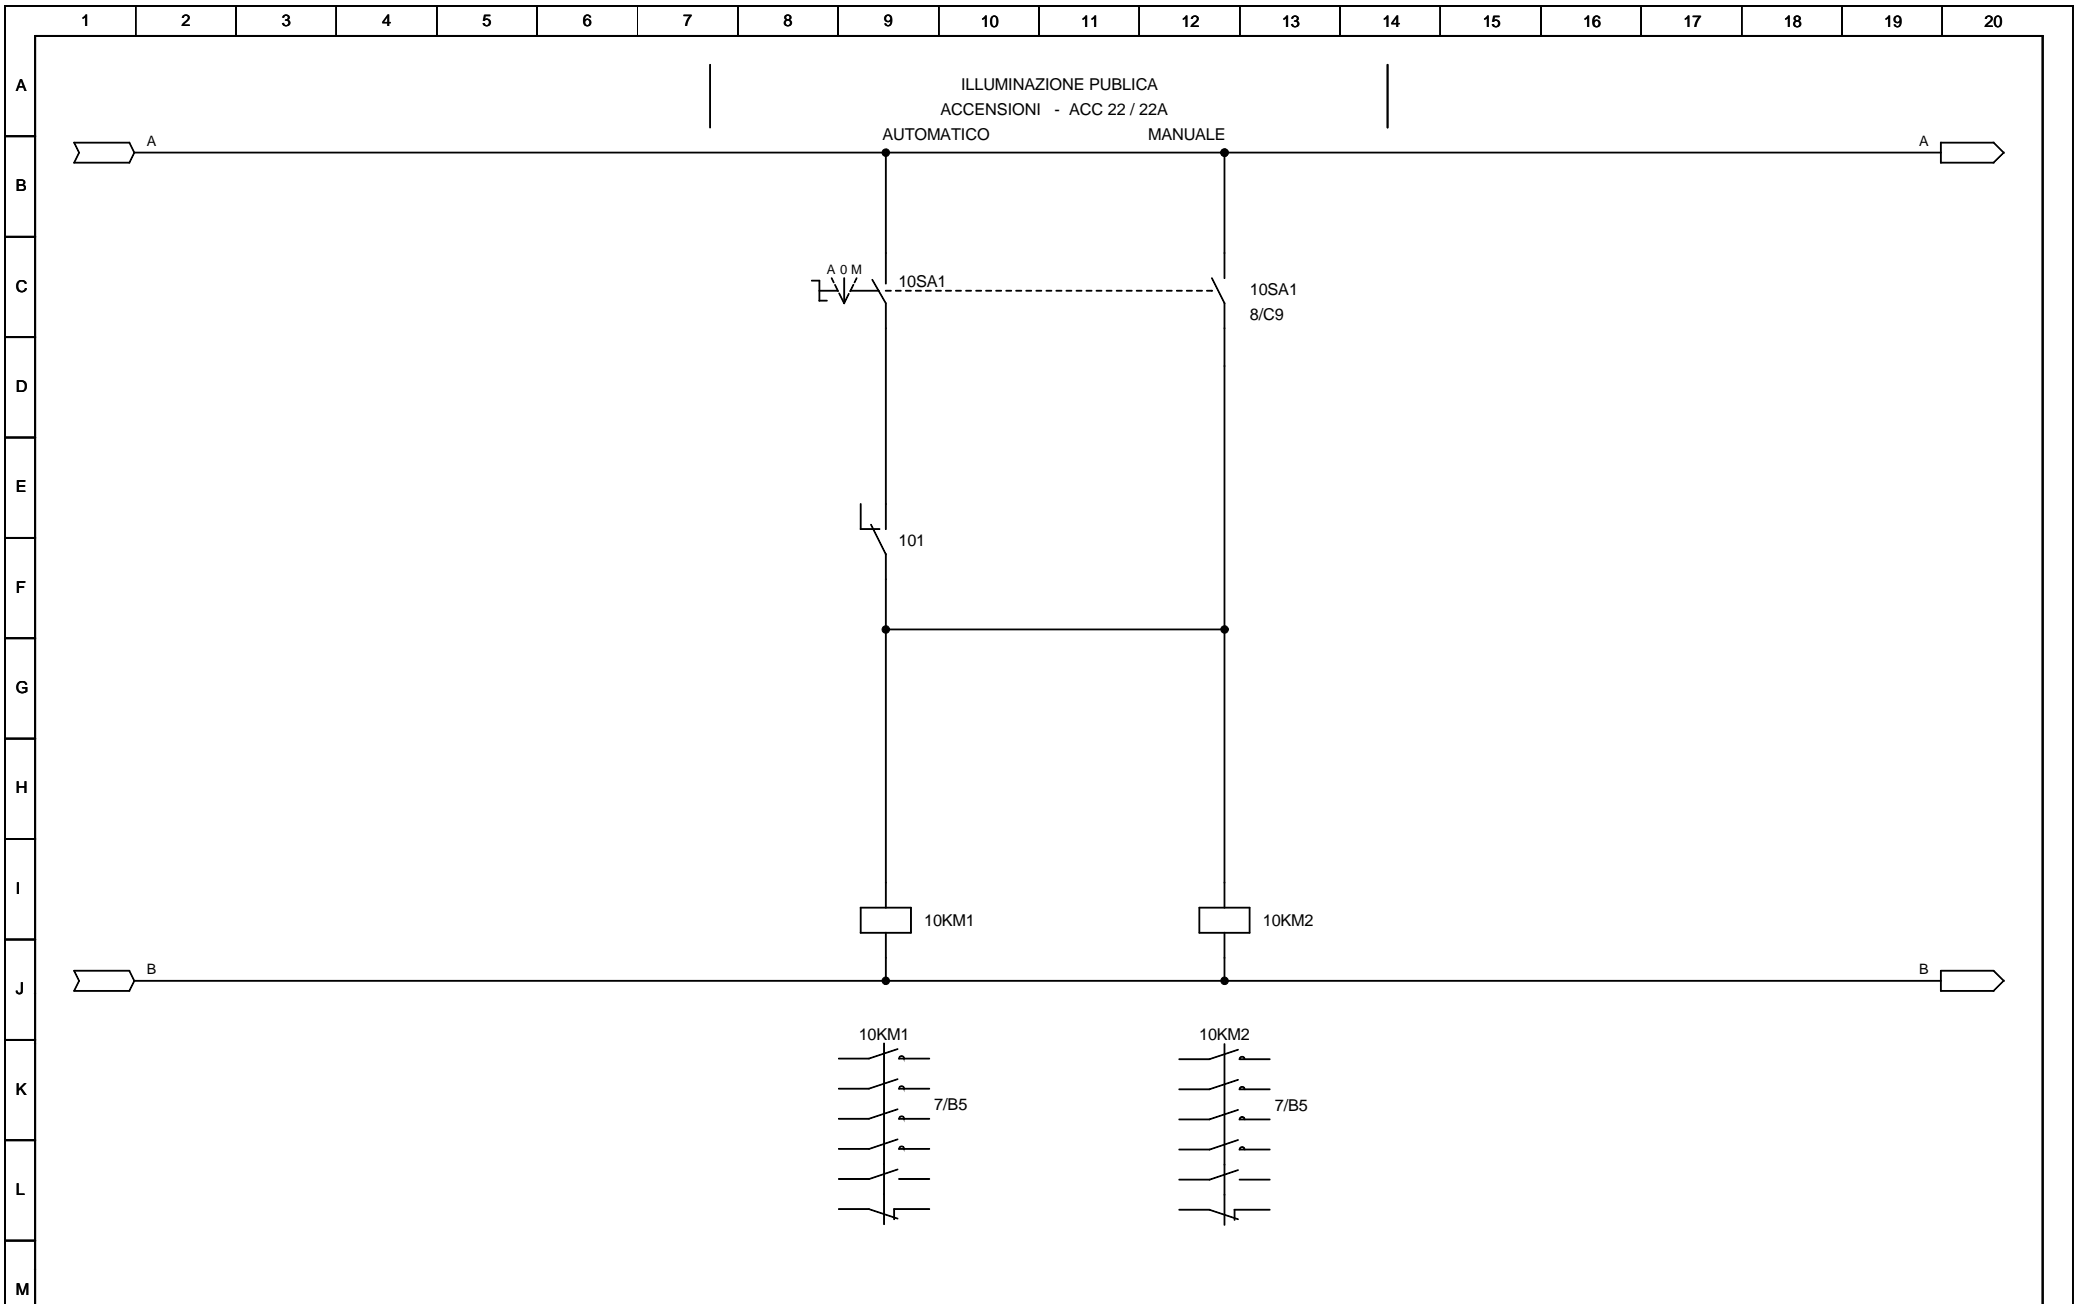 1 2 3 4 5 6 7 8 9 10 11 12 13 14 15 16 17 18 19 20
A
ILLUMINAZIONE PUBLICA
ACCENSIONI - ACC 22 / 22A
AUTOMATICO MANUALE
A A
B
A 0 M
C
10SA1 10SA1
8/C9
D
E
101
F
G
H
I
10KM1 10KM2
B B
J
10KM1 10KM2
K
7/B5 7/B5
L
M